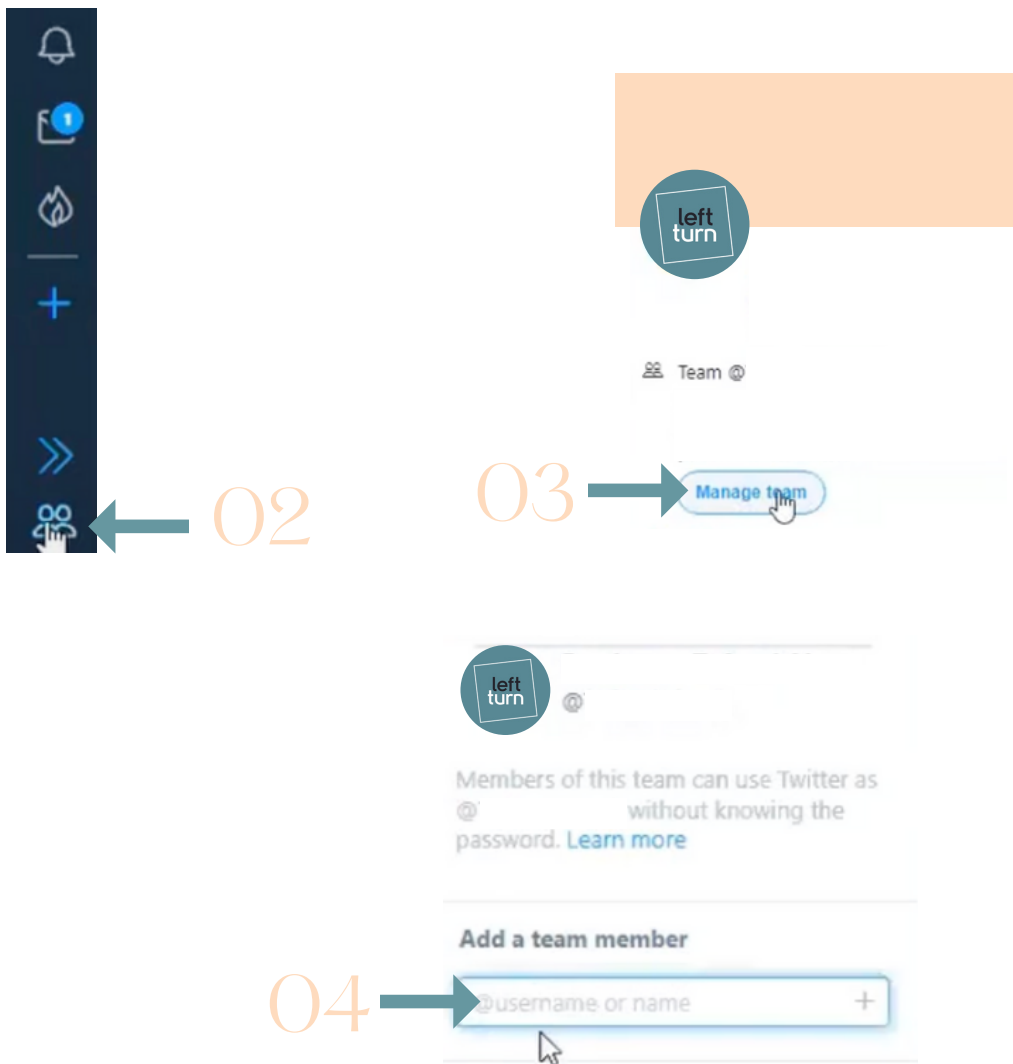 1
left
turn
Team @
02
03
Manage team
left
turn
@
Members of this team can use Twitter as
@ without knowing the
password. Learn more
Add a team member
04
@username or name